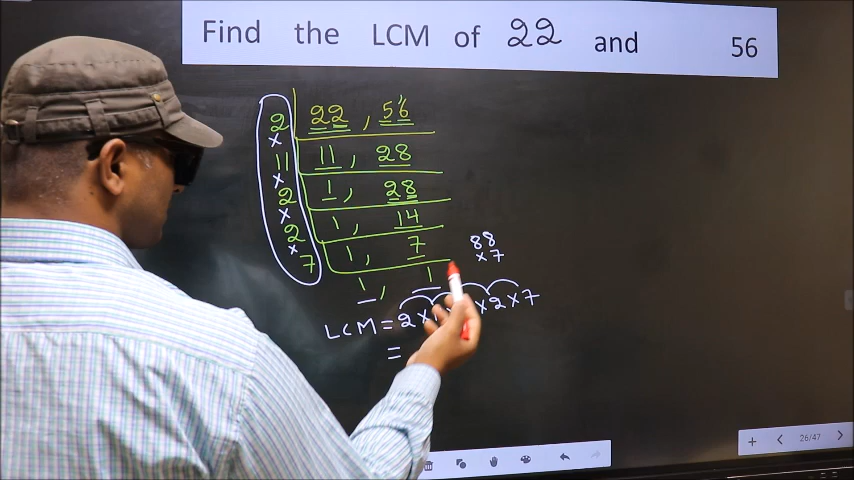 Find the LCM of 22 and 56
2 22, 56
×
11 11, 28
×
2 1, 28
×
2 1, 14
×
7 1, 7
1, 1
88
×7
LCM = 2× ×2×7
=
26/47